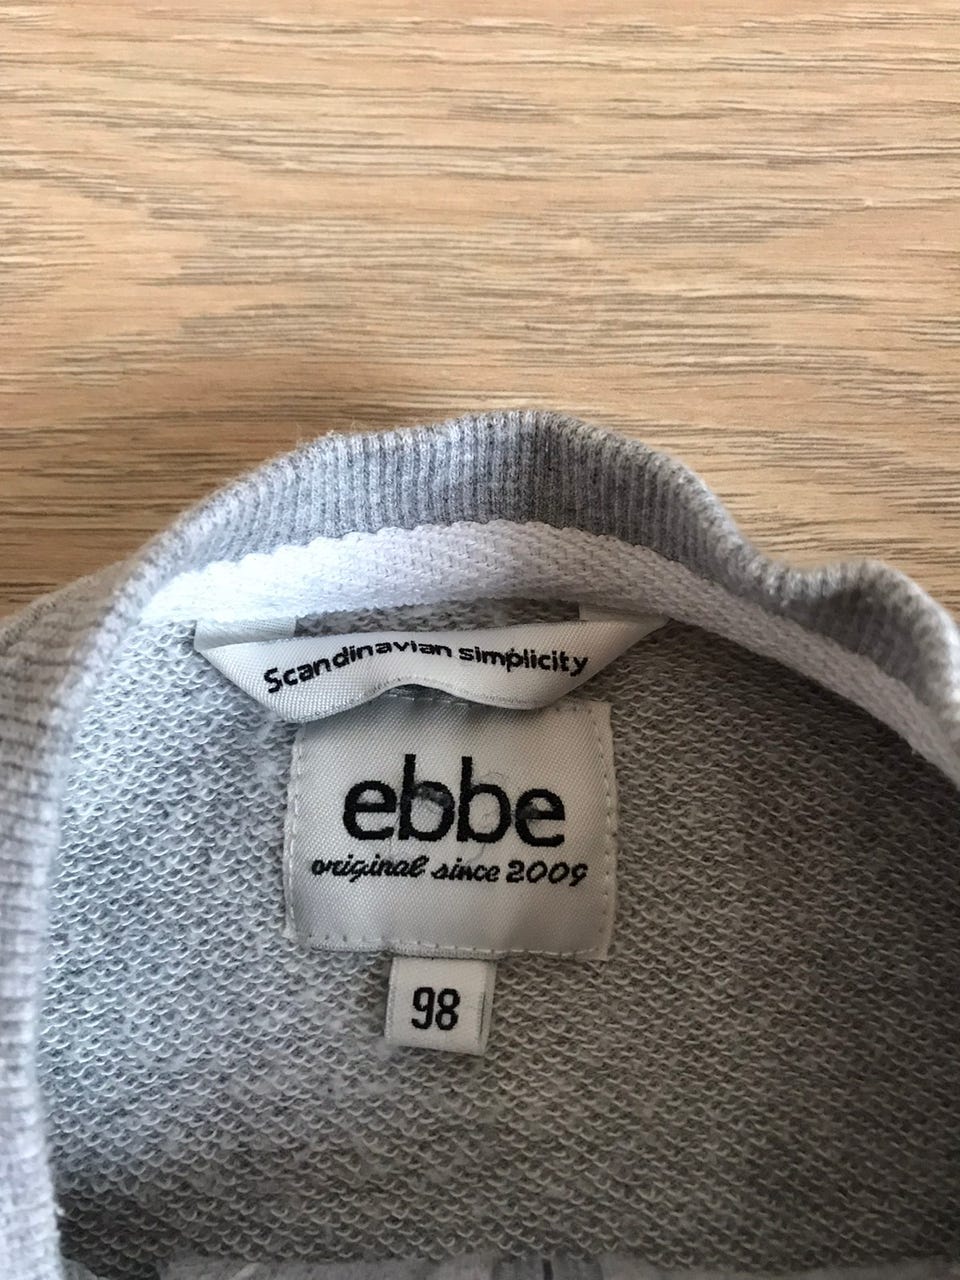 Scandinavian simplicity
ebbe
original since 2009
98